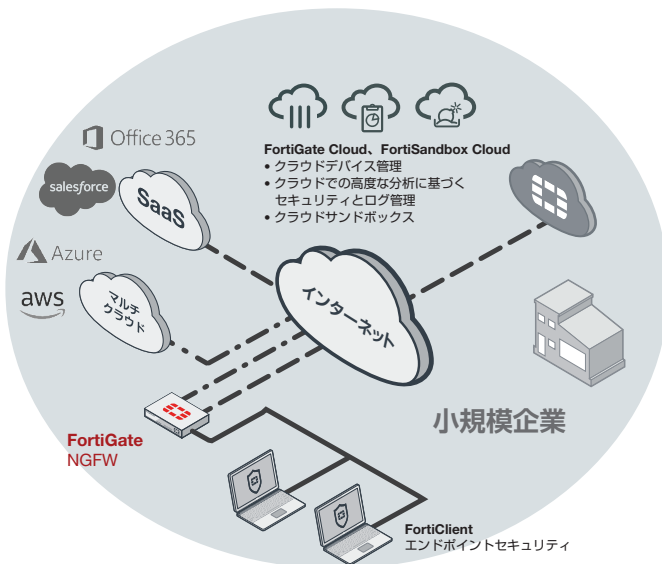 Office 365
salesforce
SaaS
Azure
aws
マルチ
クラウド
FortiGate Cloud、FortiSandbox Cloud
• クラウドデバイス管理
• クラウドでの高度な分析に基づく
セキュリティとログ管理
• クラウドサンドボックス
インターネット
小規模企業
FortiGate
NGFW
FortiClient
エンドポイントセキュリティ